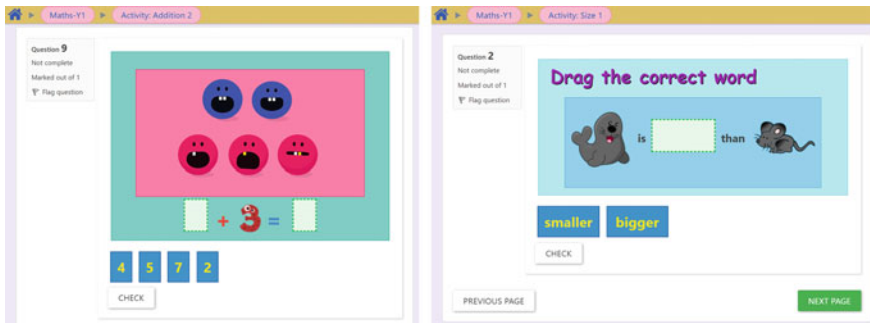 Maths-Y1 Activity: Addition 2
Question 9
Not complete
Marked out of 1
Flag question
+ 3 =
4 5 7 2
CHECK
Maths-Y1 Activity: Size 1
Question 2
Not complete
Marked out of 1
Flag question
Drag the correct word
is than
smaller bigger
CHECK
PREVIOUS PAGE NEXT PAGE